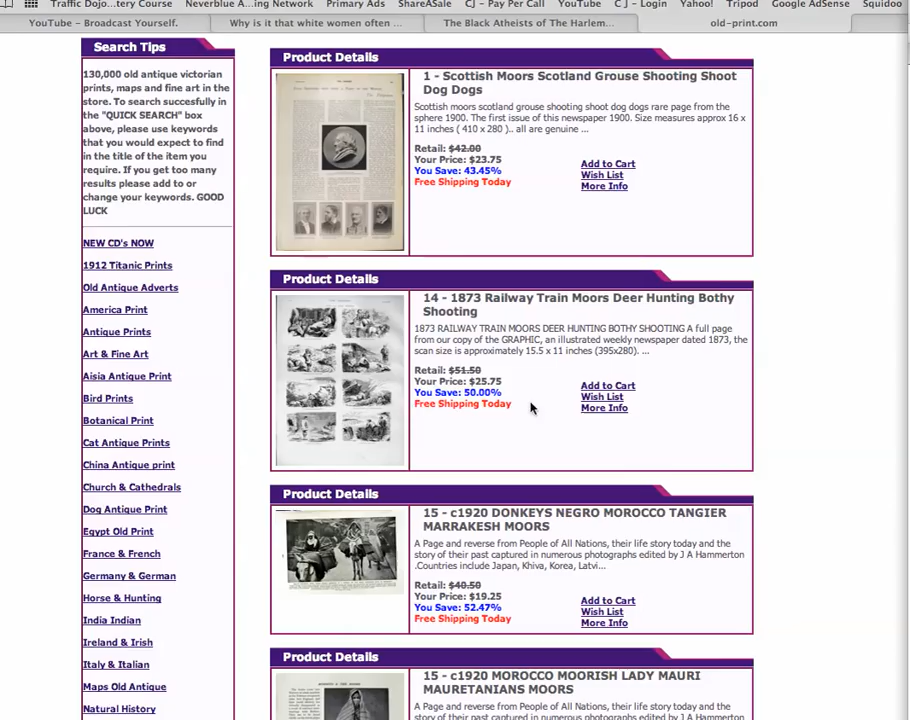 Traffic Dojo...tery Course Neverblue A...ing Network Primary Ads ShareASale CJ - Pay Per Call YouTube C J - Login Yahoo! Tripod Google AdSense Squidoo
YouTube - Broadcast Yourself. Why is it that white women often ... The Black Atheists of The Harlem... old-print.com
Search Tips
130,000 old antique victorian
prints, maps and fine art in the
store. To search succesfully in
the "QUICK SEARCH" box
above, please use keywords
that you would expect to find
in the title of the item you
require. If you get too many
results please add to or
change your keywords. GOOD
LUCK
NEW CD's NOW
1912 Titanic Prints
Old Antique Adverts
America Print
Antique Prints
Art & Fine Art
Aisia Antique Print
Bird Prints
Botanical Print
Cat Antique Prints
China Antique print
Church & Cathedrals
Dog Antique Print
Egypt Old Print
France & French
Germany & German
Horse & Hunting
India Indian
Ireland & Irish
Italy & Italian
Maps Old Antique
Natural History
Product Details
1 - Scottish Moors Scotland Grouse Shooting Shoot
Dog Dogs
Scottish moors scotland grouse shooting shoot dog dogs rare page from the
sphere 1900. The first issue of this newspaper 1900. Size measures approx 16 x
11 inches ( 410 x 280 ).. all are genuine ...
Retail: $42.00
Your Price: $23.75
You Save: 43.45%
Free Shipping Today
Add to Cart
Wish List
More Info
Product Details
14 - 1873 Railway Train Moors Deer Hunting Bothy
Shooting
1873 RAILWAY TRAIN MOORS DEER HUNTING BOTHY SHOOTING A full page
from our copy of the GRAPHIC, an illustrated weekly newspaper dated 1873, the
scan size is approximately 15.5 x 11 inches (395x280). ...
Retail: $51.50
Your Price: $25.75
You Save: 50.00%
Free Shipping Today
Add to Cart
Wish List
More Info
Product Details
15 - c1920 DONKEYS NEGRO MOROCCO TANGIER
MARRAKESH MOORS
A Page and reverse from People of All Nations, their life story today and the
story of their past captured in numerous photographs edited by J A Hammerton
.Countries include Japan, Khiva, Korea, Latvi...
Retail: $40.50
Your Price: $19.25
You Save: 52.47%
Free Shipping Today
Add to Cart
Wish List
More Info
Product Details
15 - c1920 MOROCCO MOORISH LADY MAURI
MAURETANIANS MOORS
A Page and reverse from People of All Nations, their life story today and the